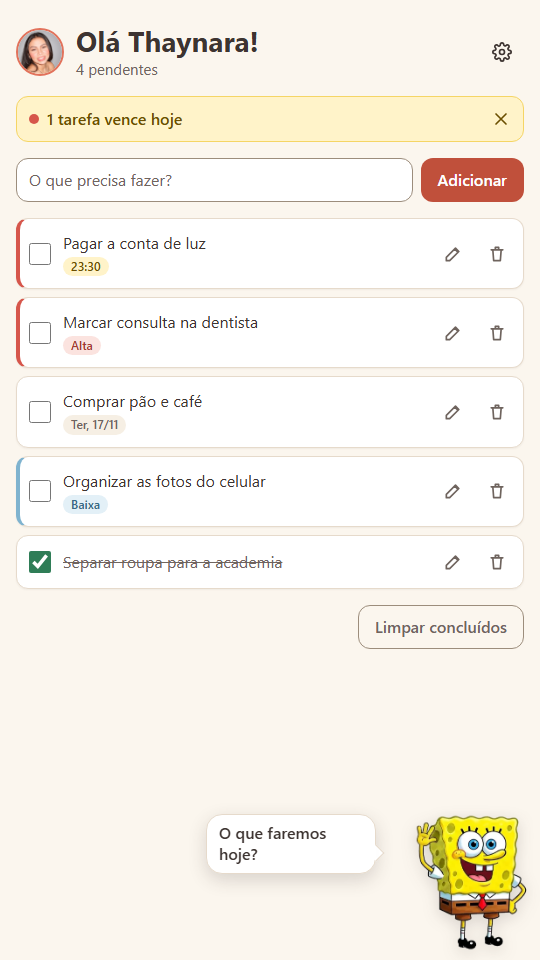 Olá Thaynara!
4 pendentes
1 tarefa vence hoje
O que precisa fazer?
Adicionar
Pagar a conta de luz
23:30
Marcar consulta na dentista
Alta
Comprar pão e café
Ter, 17/11
Organizar as fotos do celular
Baixa
Separar roupa para a academia
Limpar concluídos
O que faremos
hoje?